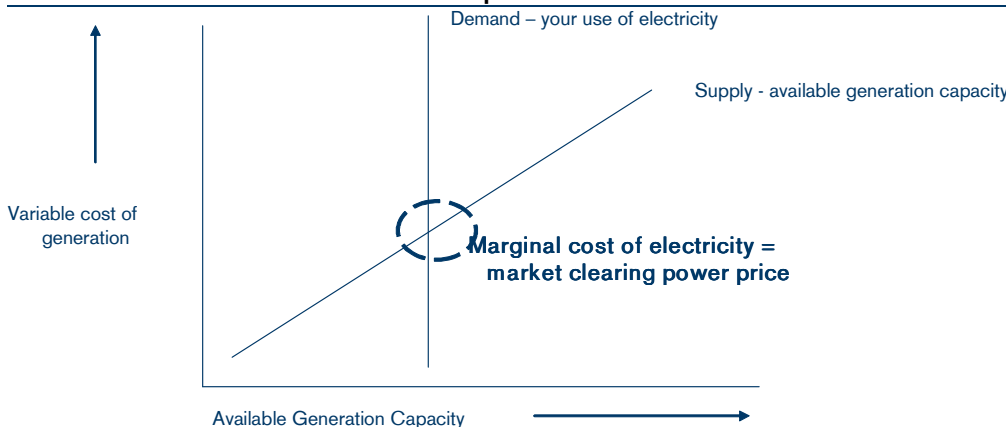 Demand – your use of electricity
Supply - available generation capacity
Variable cost of
generation
Marginal cost of electricity =
market clearing power price
Available Generation Capacity